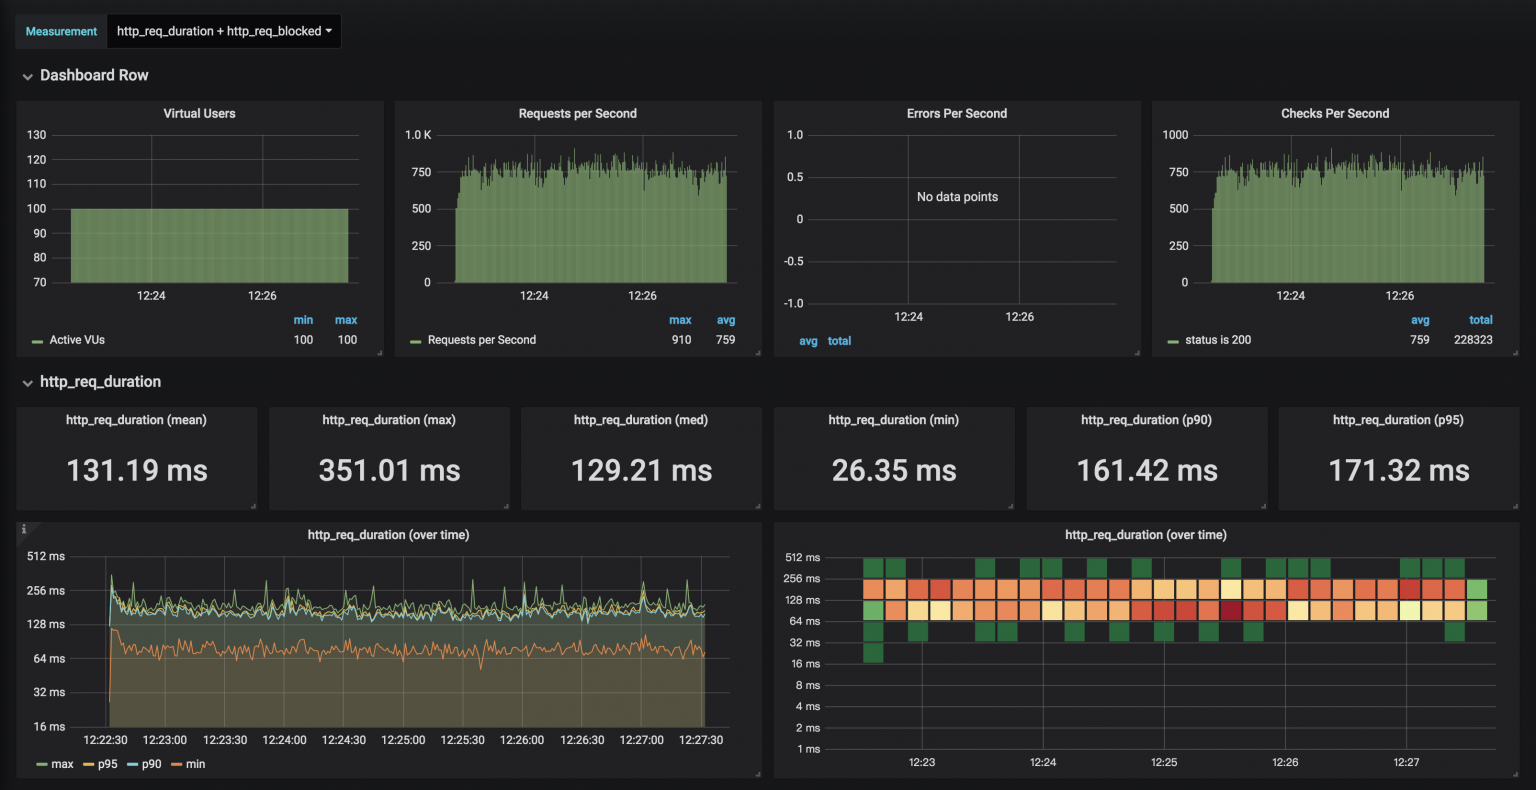 Measurement http_req_duration + http_req_blocked
Dashboard Row
Virtual Users
130
120
110
100
90
80
70
12:24 12:26
min max
Active VUs 100 100
Requests per Second
1.0 K
750
500
250
0
12:24 12:26
max avg
Requests per Second 910 759
Errors Per Second
1.0
0.5
0
-0.5
-1.0
No data points
12:24 12:26
avg total
Checks Per Second
1000
750
500
250
0
12:24 12:26
avg total
status is 200 759 228323
http_req_duration
http_req_duration (mean)
131.19 ms
http_req_duration (max)
351.01 ms
http_req_duration (med)
129.21 ms
http_req_duration (min)
26.35 ms
http_req_duration (p90)
161.42 ms
http_req_duration (p95)
171.32 ms
i
http_req_duration (over time)
512 ms
256 ms
128 ms
64 ms
32 ms
16 ms
12:22:30 12:23:00 12:23:30 12:24:00 12:24:30 12:25:00 12:25:30 12:26:00 12:26:30 12:27:00 12:27:30
max p95 p90 min
http_req_duration (over time)
512 ms
256 ms
128 ms
64 ms
32 ms
16 ms
8 ms
4 ms
2 ms
1 ms
12:23 12:24 12:25 12:26 12:27